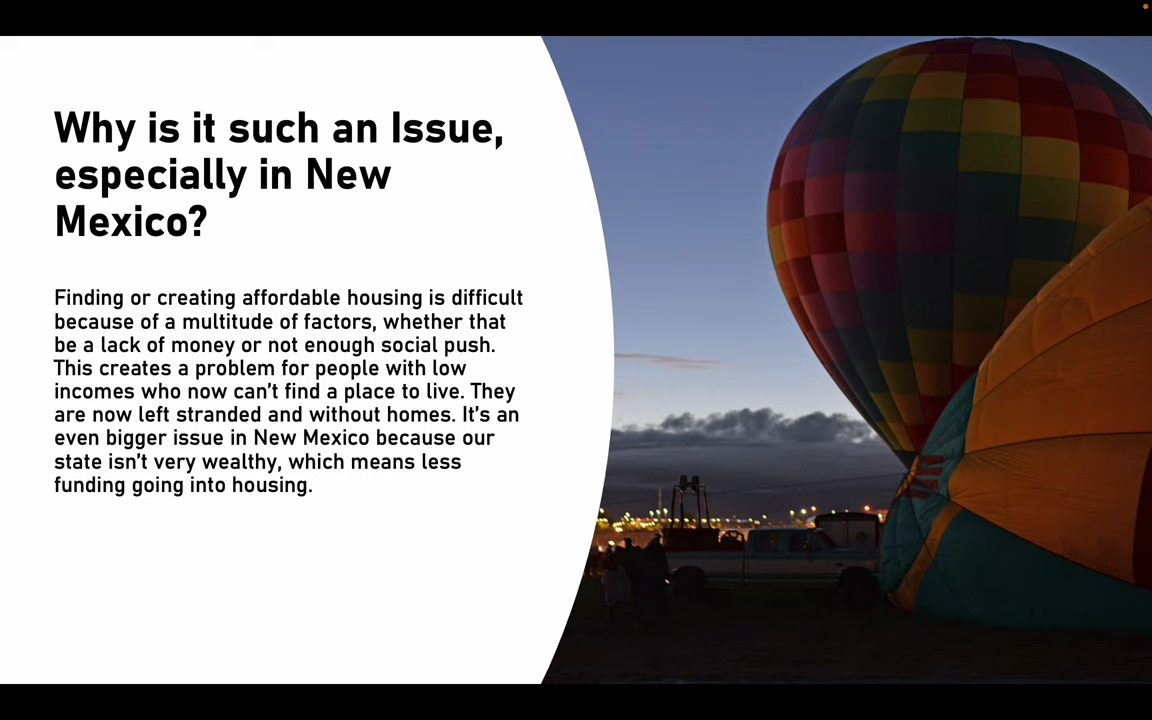 Why is it such an Issue,
especially in New
Mexico?
Finding or creating affordable housing is difficult
because of a multitude of factors, whether that
be a lack of money or not enough social push.
This creates a problem for people with low
incomes who now can’t find a place to live. They
are now left stranded and without homes. It’s an
even bigger issue in New Mexico because our
state isn’t very wealthy, which means less
funding going into housing.